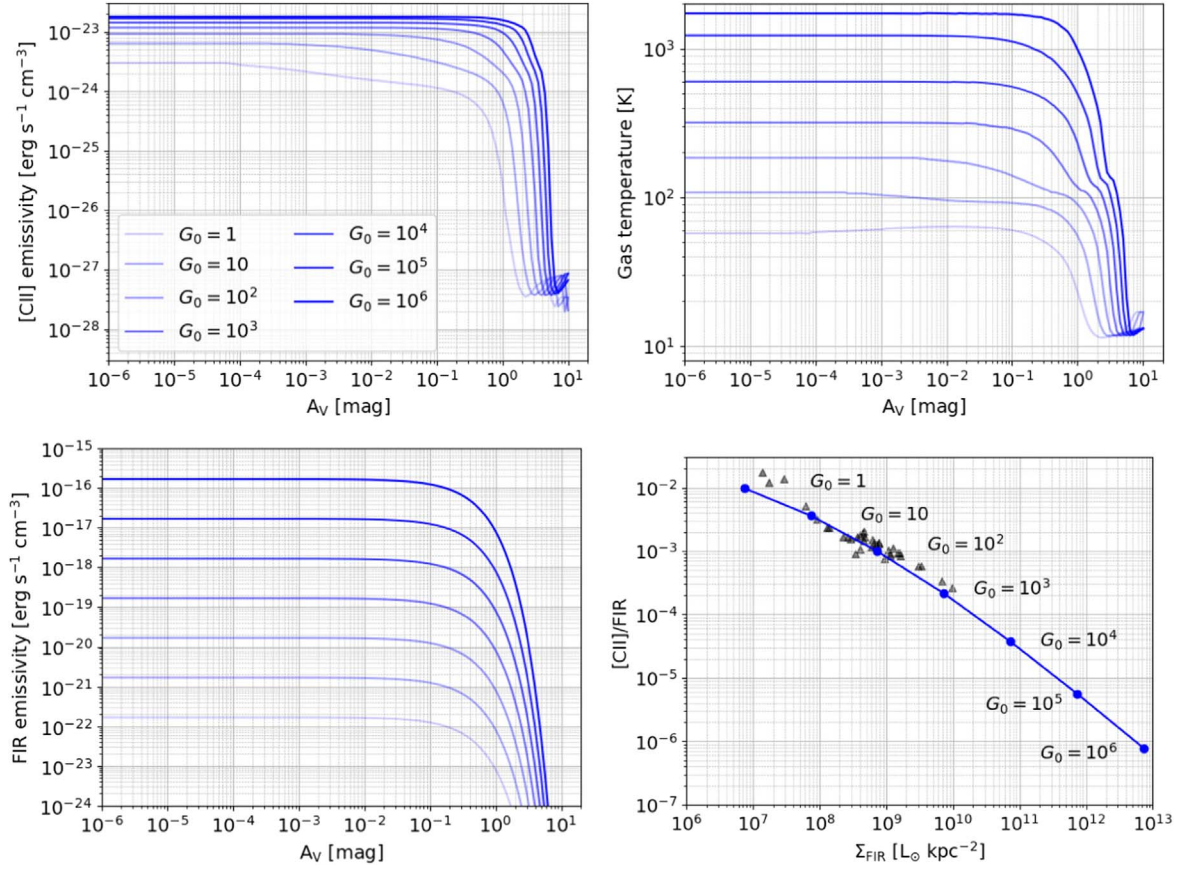 [CII] emissivity [erg s⁻¹ cm⁻³]
10⁻²³
10⁻²⁴
10⁻²⁵
10⁻²⁶
10⁻²⁷
10⁻²⁸
G₀ = 1
G₀ = 10
G₀ = 10²
G₀ = 10³
G₀ = 10⁴
G₀ = 10⁵
G₀ = 10⁶
10⁻⁶ 10⁻⁵ 10⁻⁴ 10⁻³ 10⁻² 10⁻¹ 10⁰ 10¹
A_V [mag]
Gas temperature [K]
10³
10²
10¹
10⁻⁶ 10⁻⁵ 10⁻⁴ 10⁻³ 10⁻² 10⁻¹ 10⁰ 10¹
A_V [mag]
FIR emissivity [erg s⁻¹ cm⁻³]
10⁻¹⁵
10⁻¹⁶
10⁻¹⁷
10⁻¹⁸
10⁻¹⁹
10⁻²⁰
10⁻²¹
10⁻²²
10⁻²³
10⁻²⁴
10⁻⁶ 10⁻⁵ 10⁻⁴ 10⁻³ 10⁻² 10⁻¹ 10⁰ 10¹
A_V [mag]
[CII]/FIR
10⁻²
10⁻³
10⁻⁴
10⁻⁵
10⁻⁶
10⁻⁷
G₀ = 1
G₀ = 10
G₀ = 10²
G₀ = 10³
G₀ = 10⁴
G₀ = 10⁵
G₀ = 10⁶
10⁶ 10⁷ 10⁸ 10⁹ 10¹⁰ 10¹¹ 10¹² 10¹³
Σ_FIR [L⊙ kpc⁻²]